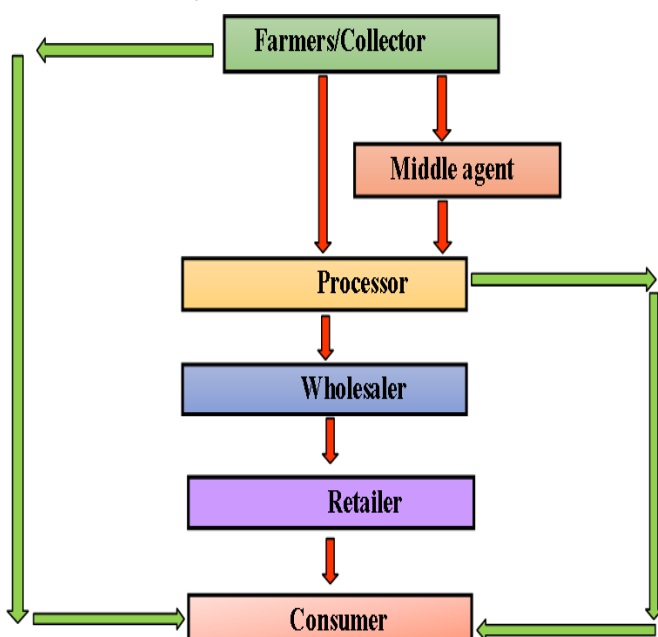 Farmers/Collector
Middle agent
Processor
Wholesaler
Retailer
Consumer